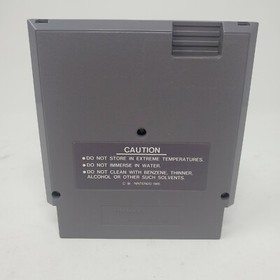 CAUTION
•DO NOT STORE IN EXTREME TEMPERATURES.
•DO NOT IMMERSE IN WATER.
•DO NOT CLEAN WITH BENZENE, THINNER,
ALCOHOL OR OTHER SUCH SOLVENTS.
NINTENDO